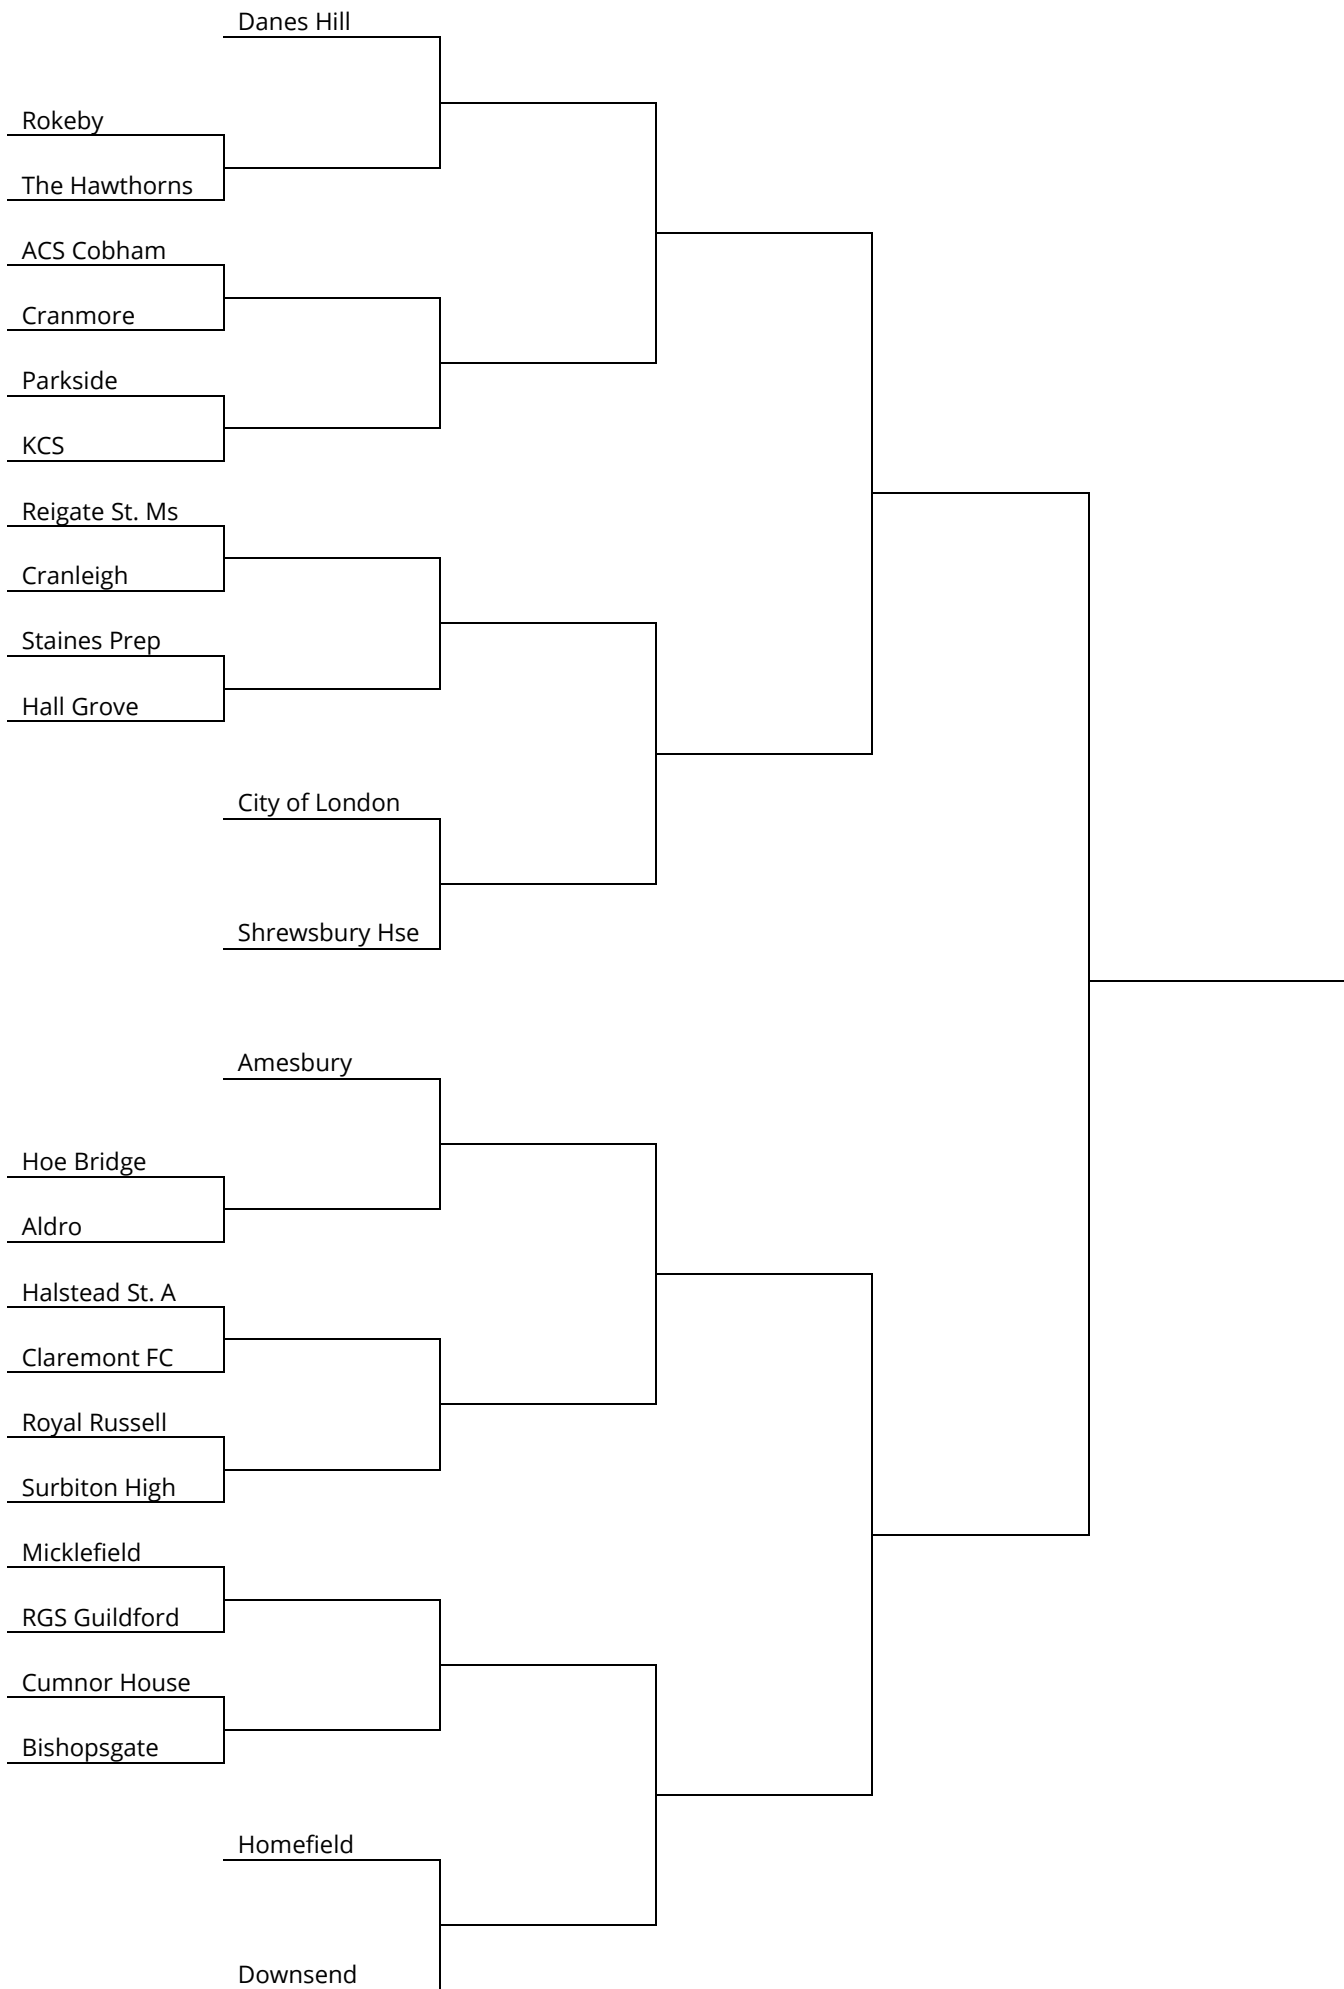 Danes Hill
Rokeby
The Hawthorns
ACS Cobham
Cranmore
Parkside
KCS
Reigate St. Ms
Cranleigh
Staines Prep
Hall Grove
City of London
Shrewsbury Hse
Amesbury
Hoe Bridge
Aldro
Halstead St. A
Claremont FC
Royal Russell
Surbiton High
Micklefield
RGS Guildford
Cumnor House
Bishopsgate
Homefield
Downsend